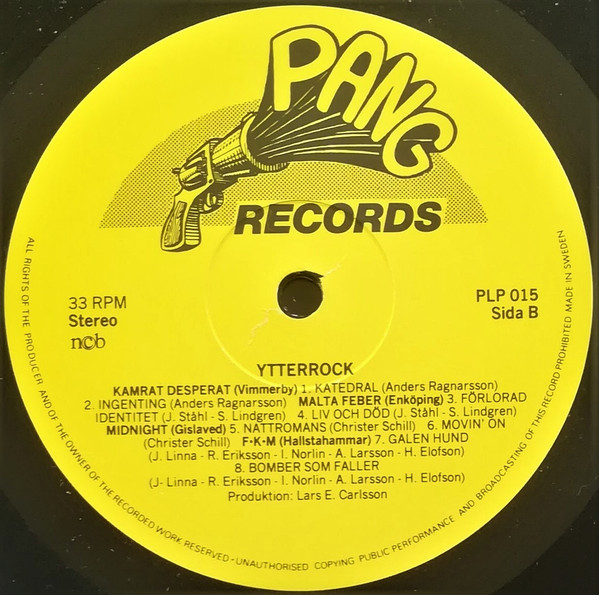 PANG
RECORDS
33 RPM
Stereo
ncb
PLP 015
Sida B
YTTERROCK
KAMRAT DESPERAT (Vimmerby) 1. KATEDRAL (Anders Ragnarsson)
2. INGENTING (Anders Ragnarsson) MALTA FEBER (Enköping) 3. FÖRLORAD
IDENTITET (J. Ståhl - S. Lindgren) 4. LIV OCH DÖD (J. Ståhl - S. Lindgren)
MIDNIGHT (Gislaved) 5. NATTROMANS (Christer Schill) 6. MOVIN' ON
(Christer Schill) F-K-M (Hallstahammar) 7. GALEN HUND
(J. Linna - R. Eriksson - I. Norlin - A. Larsson - H. Elofson)
8. BOMBER SOM FALLER
(J- Linna - R. Eriksson - I. Norlin - A. Larsson - H. Elofson)
Produktion: Lars E. Carlsson
ALL RIGHTS OF THE PRODUCER AND OF THE OWNER OF THE RECORDED WORK RESERVED - UNAUTHORISED COPYING PUBLIC PERFORMANCE AND BROADCASTING OF THIS RECORD PROHIBITED MADE IN SWEDEN